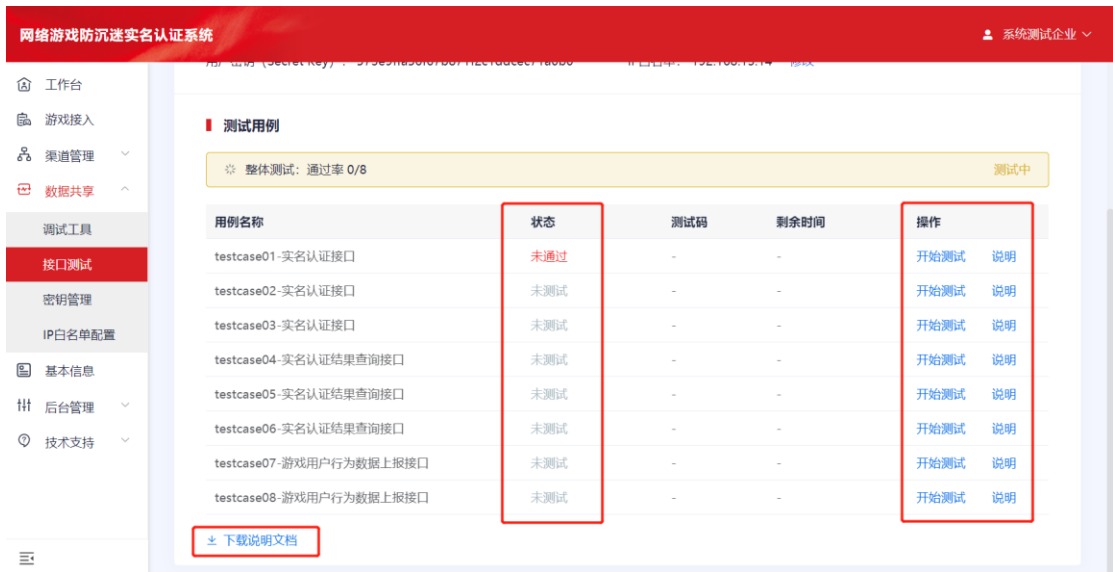 网络游戏防沉迷实名认证系统
系统测试企业
工作台
游戏接入
渠道管理
数据共享
调试工具
接口测试
密钥管理
IP白名单配置
基本信息
后台管理
技术支持
测试用例
整体测试：通过率 0/8 测试中
用例名称 状态 测试码 剩余时间 操作
testcase01-实名认证接口 未通过 - - 开始测试 说明
testcase02-实名认证接口 未测试 - - 开始测试 说明
testcase03-实名认证接口 未测试 - - 开始测试 说明
testcase04-实名认证结果查询接口 未测试 - - 开始测试 说明
testcase05-实名认证结果查询接口 未测试 - - 开始测试 说明
testcase06-实名认证结果查询接口 未测试 - - 开始测试 说明
testcase07-游戏用户行为数据上报接口 未测试 - - 开始测试 说明
testcase08-游戏用户行为数据上报接口 未测试 - - 开始测试 说明
下载说明文档